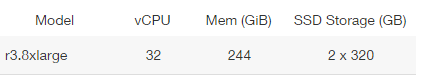 Model vCPU Mem (GiB) SSD Storage (GB)
r3.8xlarge 32 244 2 x 320